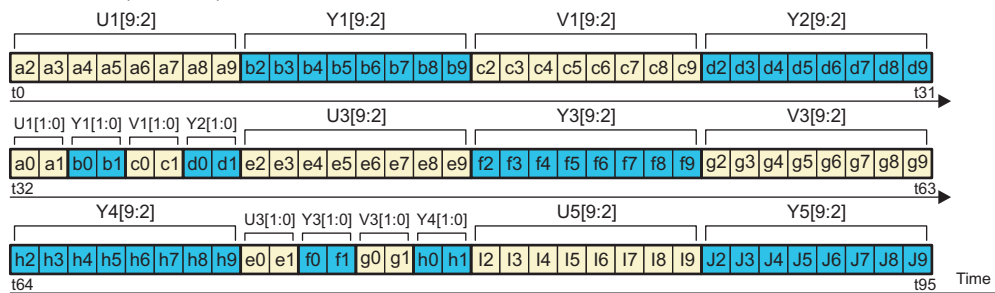 U1[9:2] Y1[9:2] V1[9:2] Y2[9:2]
a2 a3 a4 a5 a6 a7 a8 a9 b2 b3 b4 b5 b6 b7 b8 b9 c2 c3 c4 c5 c6 c7 c8 c9 d2 d3 d4 d5 d6 d7 d8 d9
t0 t31
U1[1:0] Y1[1:0] V1[1:0] Y2[1:0] U3[9:2] Y3[9:2] V3[9:2]
a0 a1 b0 b1 c0 c1 d0 d1 e2 e3 e4 e5 e6 e7 e8 e9 f2 f3 f4 f5 f6 f7 f8 f9 g2 g3 g4 g5 g6 g7 g8 g9
t32 t63
Y4[9:2] U3[1:0] Y3[1:0] V3[1:0] Y4[1:0] U5[9:2] Y5[9:2]
h2 h3 h4 h5 h6 h7 h8 h9 e0 e1 f0 f1 g0 g1 h0 h1 I2 I3 I4 I5 I6 I7 I8 I9 J2 J3 J4 J5 J6 J7 J8 J9
t64 t95 Time